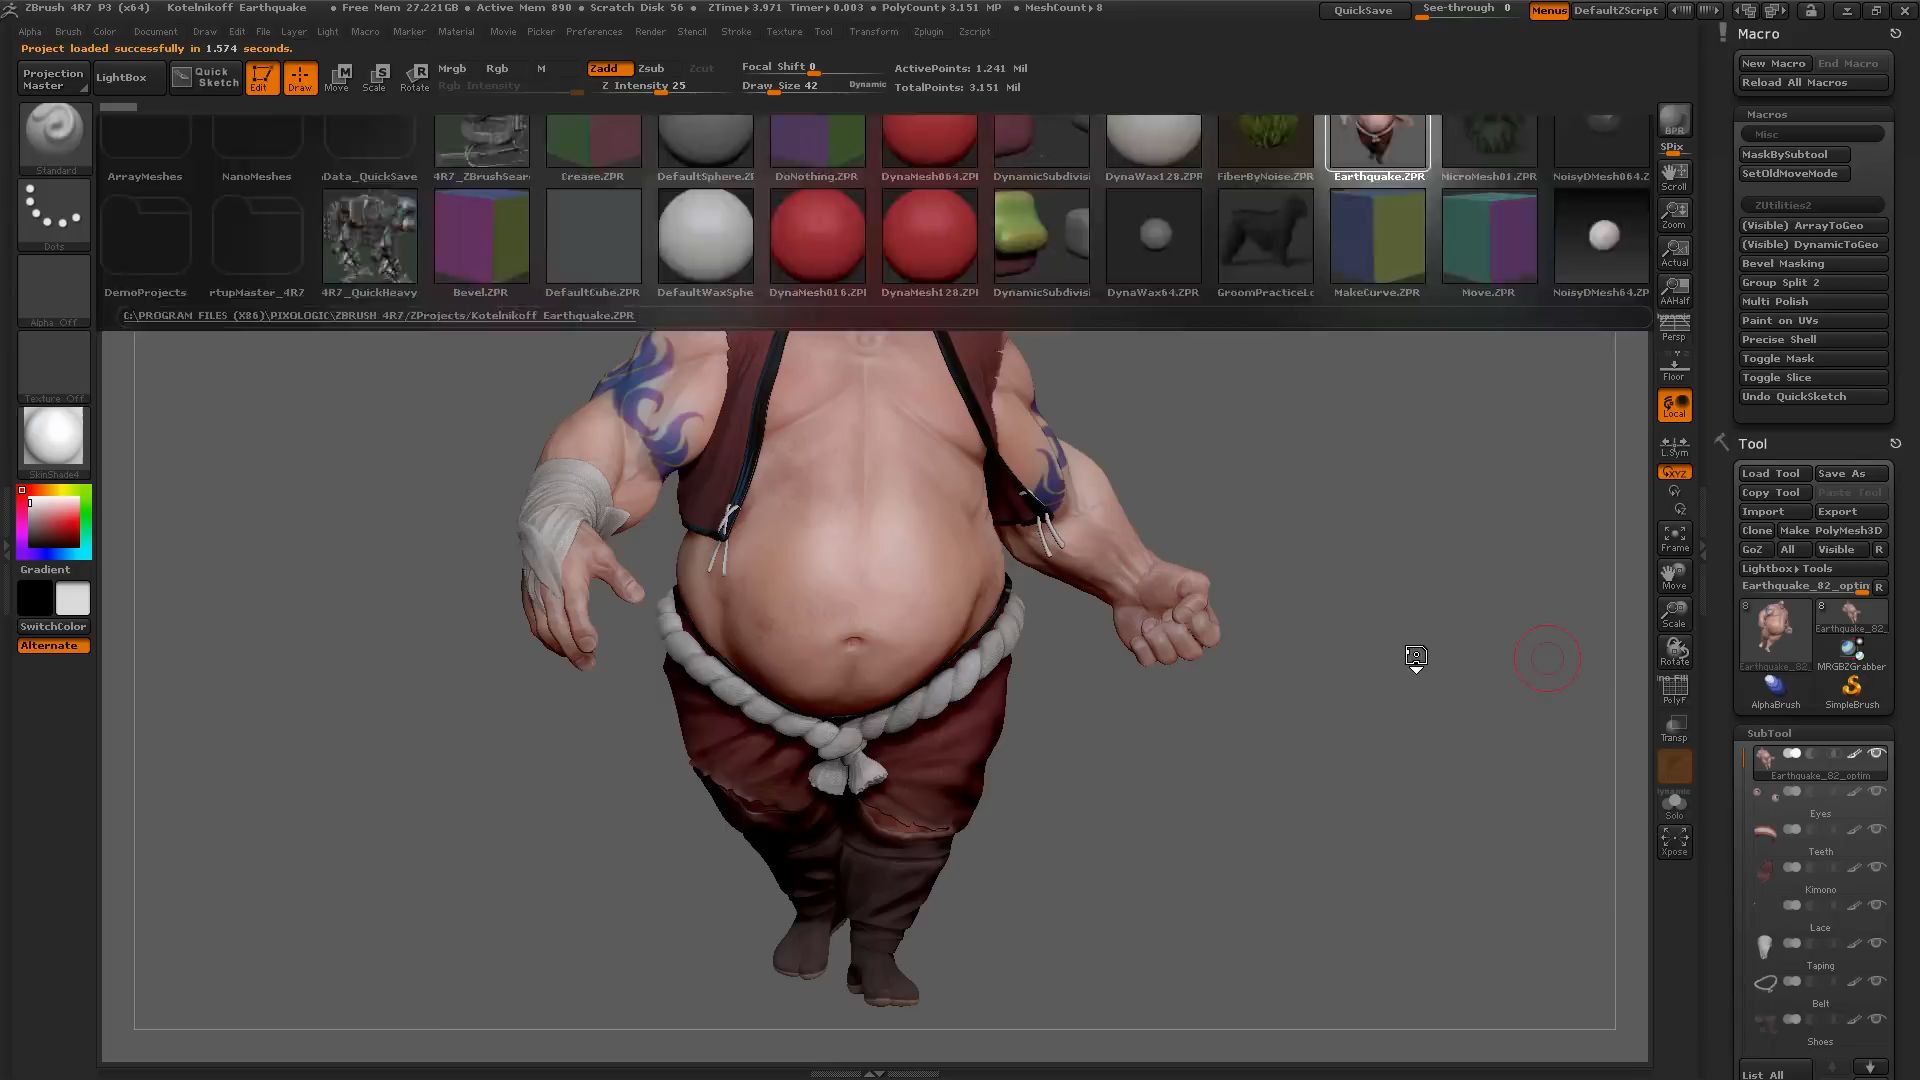 ZBrush 4R7 P3 (x64) Kotelnikoff Earthquake • Free Mem 27.221GB • Active Mem 890 • Scratch Disk 56 • ZTime▸3.971 Timer▸0.003 • PolyCount▸3.151 MP • MeshCount▸8 QuickSave See-through 0 Menus DefaultZScript
Alpha Brush Color Document Draw Edit File Layer Light Macro Marker Material Movie Picker Preferences Render Stencil Stroke Texture Tool Transform Zplugin Zscript
Project loaded successfully in 1.574 seconds.
Projection Master LightBox Quick Sketch Edit Draw Move Scale Rotate
Mrgb Rgb M Zadd Zsub Zcut Focal Shift 0 ActivePoints: 1.241 Mil
Rgb Intensity Z Intensity 25 Draw Size 42 Dynamic TotalPoints: 3.151 Mil
Standard
Dots
Alpha Off
Texture Off
SkinShade4
Gradient
SwitchColor
Alternate
ArrayMeshes NanoMeshes Data_QuickSave 4R7_ZBrushSear Crease.ZPR DefaultSphere.ZP DoNothing.ZPR DynaMesh064.ZPI DynamicSubdivisi DynaWax128.ZPR FiberByNoise.ZPR Earthquake.ZPR MicroMesh01.ZPR NoisyDMesh064.Z
DemoProjects rtupMaster_4R7 4R7_QuickHeavy Bevel.ZPR DefaultCube.ZPR DefaultWaxSphe DynaMesh016.ZPI DynaMesh128.ZPI DynamicSubdivisi DynaWax64.ZPR GroomPracticeLo MakeCurve.ZPR Move.ZPR NoisyDMesh64.ZP
C:\PROGRAM FILES (X86)\PIXOLOGIC\ZBRUSH 4R7/ZProjects/Kotelnikoff Earthquake.ZPR
BPR
SPix
Scroll
Zoom
Actual
AAHalf
Dynamic
Persp
Floor
Local
L.Sym
XYZ
Frame
Move
Scale
Rotate
PolyF
Transp
Dynamic
Solo
Xpose
Macro
New Macro End Macro
Reload All Macros
Macros
Misc
MaskBySubtool
SetOldMoveMode
ZUtilities2
(Visible) ArrayToGeo
(Visible) DynamicToGeo
Bevel Masking
Group Split 2
Multi Polish
Paint on UVs
Precise Shell
Toggle Mask
Toggle Slice
Undo QuickSketch
Tool
Load Tool Save As
Copy Tool Paste Tool
Import Export
Clone Make PolyMesh3D
GoZ All Visible R
Lightbox▸Tools
Earthquake_82_optim R
8 8
Earthquake_82_
Earthquake_82_ MRGBZGrabber
AlphaBrush SimpleBrush
SubTool
Earthquake_82_optim
Eyes
Teeth
Kimono
Lace
Taping
Belt
Shoes
List All